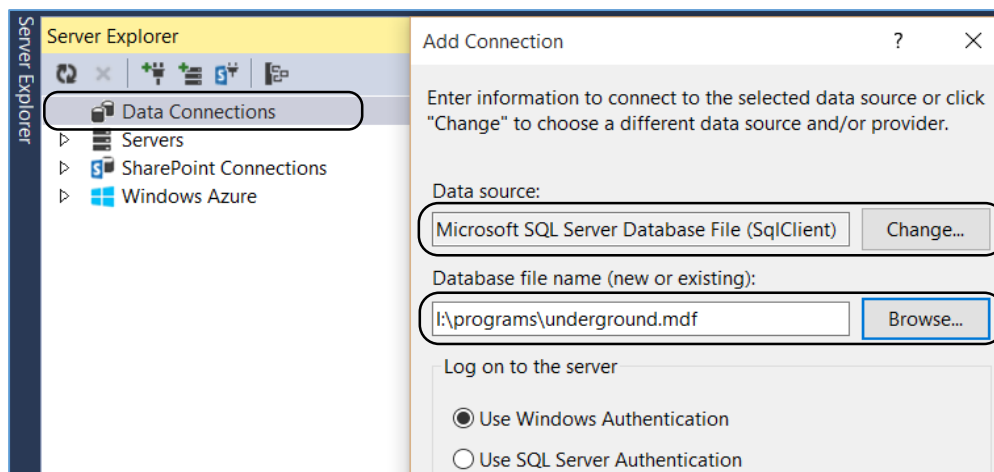 Server Explorer
Server Explorer
Data Connections
Servers
SharePoint Connections
Windows Azure
Add Connection
?
Enter information to connect to the selected data source or click
"Change" to choose a different data source and/or provider.
Data source:
Microsoft SQL Server Database File (SqlClient)
Change...
Database file name (new or existing):
I:\programs\underground.mdf
Browse...
Log on to the server
Use Windows Authentication
Use SQL Server Authentication